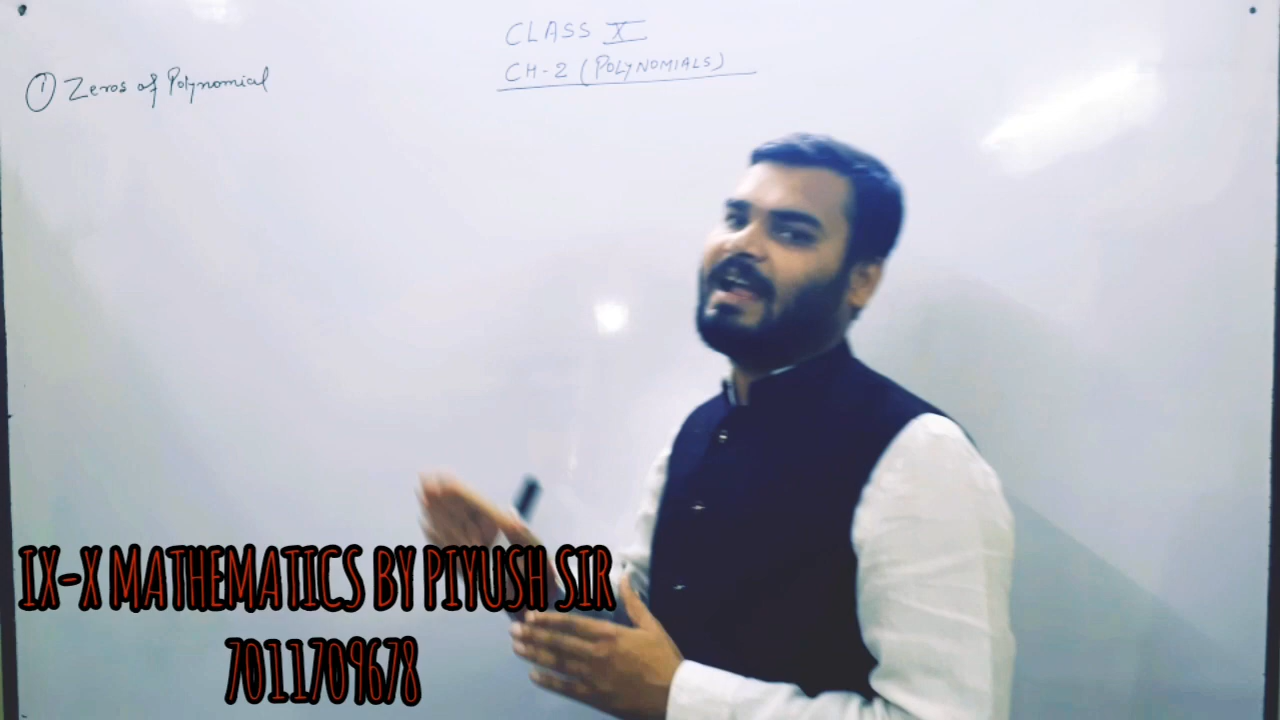 CLASS X
CH-2 (POLYNOMIALS)
① Zeros of Polynomial
IX-X MATHEMATICS BY PIYUSH SIR
7011709678